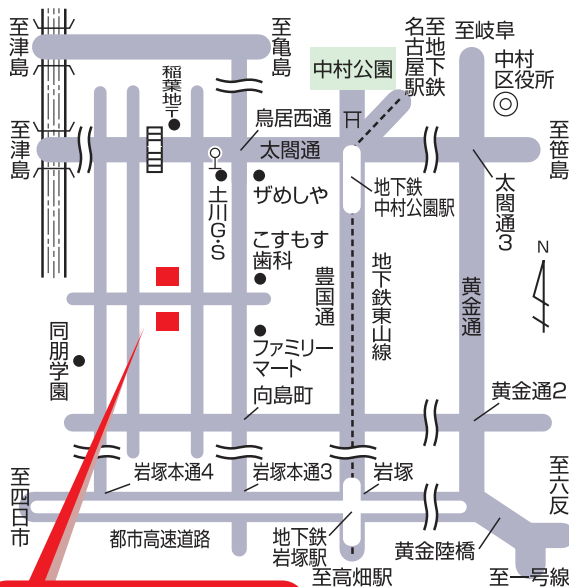 至津島
至亀島
至地下鉄
名古屋駅
至岐阜
中村
区役所
中村公園
稲葉地〒
鳥居西通
至津島
太閤通
至笹島
土川G・S
ザめしや
地下鉄
中村公園駅
太閤通3
こすもす
歯科
N
豊国通
地下鉄東山線
黄金通
同朋学園
ファミリー
マート
向島町
黄金通2
岩塚本通4
岩塚本通3
岩塚
至四日市
至六反
都市高速道路
地下鉄
岩塚駅
黄金陸橋
至高畑駅
至一号線